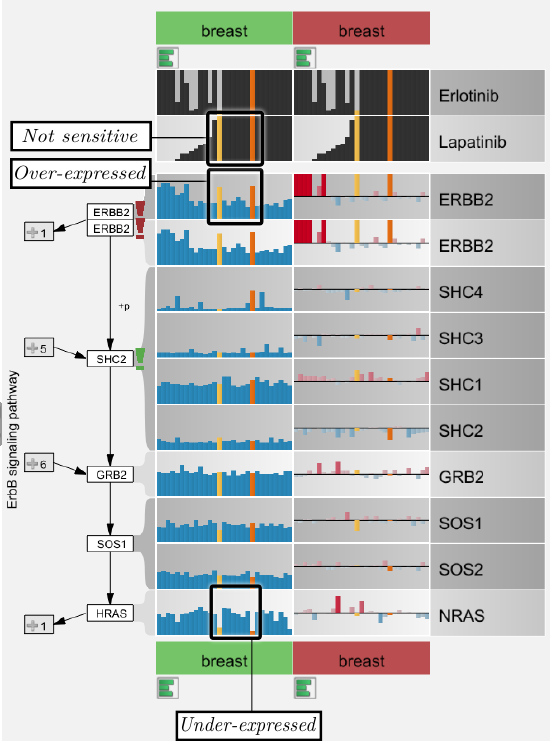 breast breast
Erlotinib
Not sensitive
Lapatinib
Over-expressed
ERBB2
ERBB2
1
ERBB2
ERBB2
+p
SHC4
5
SHC2
SHC3
SHC1
SHC2
ErbB signaling pathway
6
GRB2
GRB2
SOS1
SOS1
SOS2
HRAS
1
NRAS
breast breast
Under-expressed